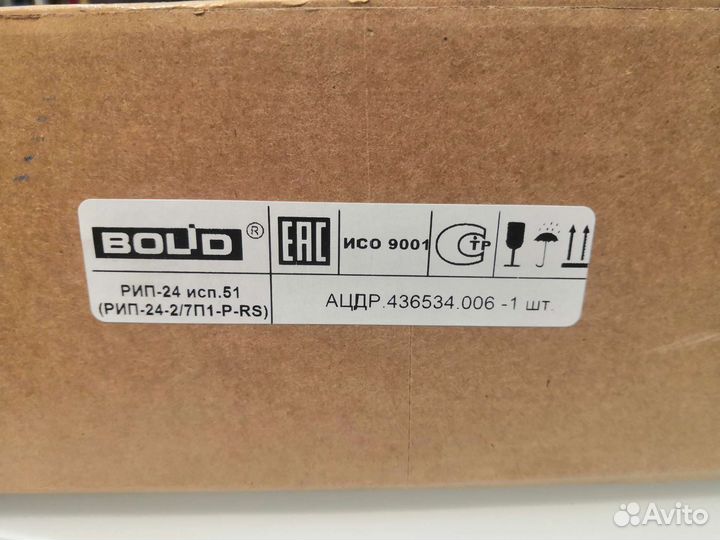 BOLID ®
EAC
ИСО 9001
СТР
РИП-24 исп.51
(РИП-24-2/7П1-Р-RS)
АЦДР.436534.006 -1 шт.
Avito